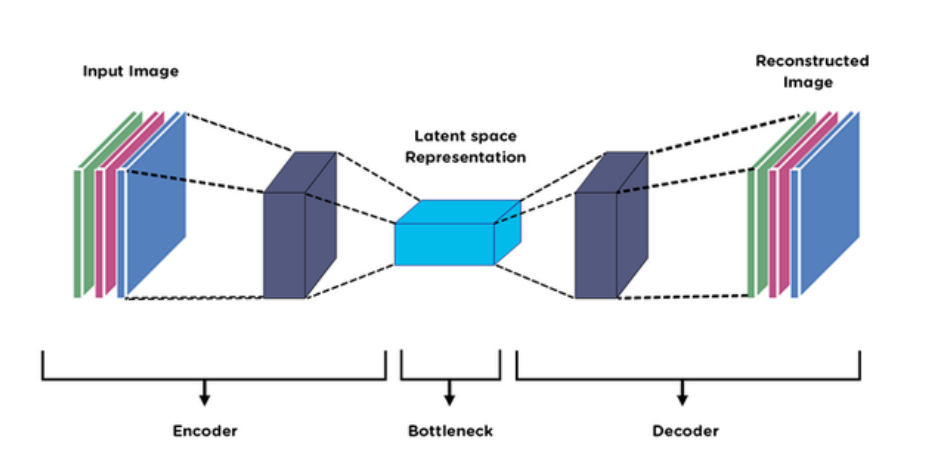 Input Image
Reconstructed
Image
Latent space
Representation
Encoder
Bottleneck
Decoder